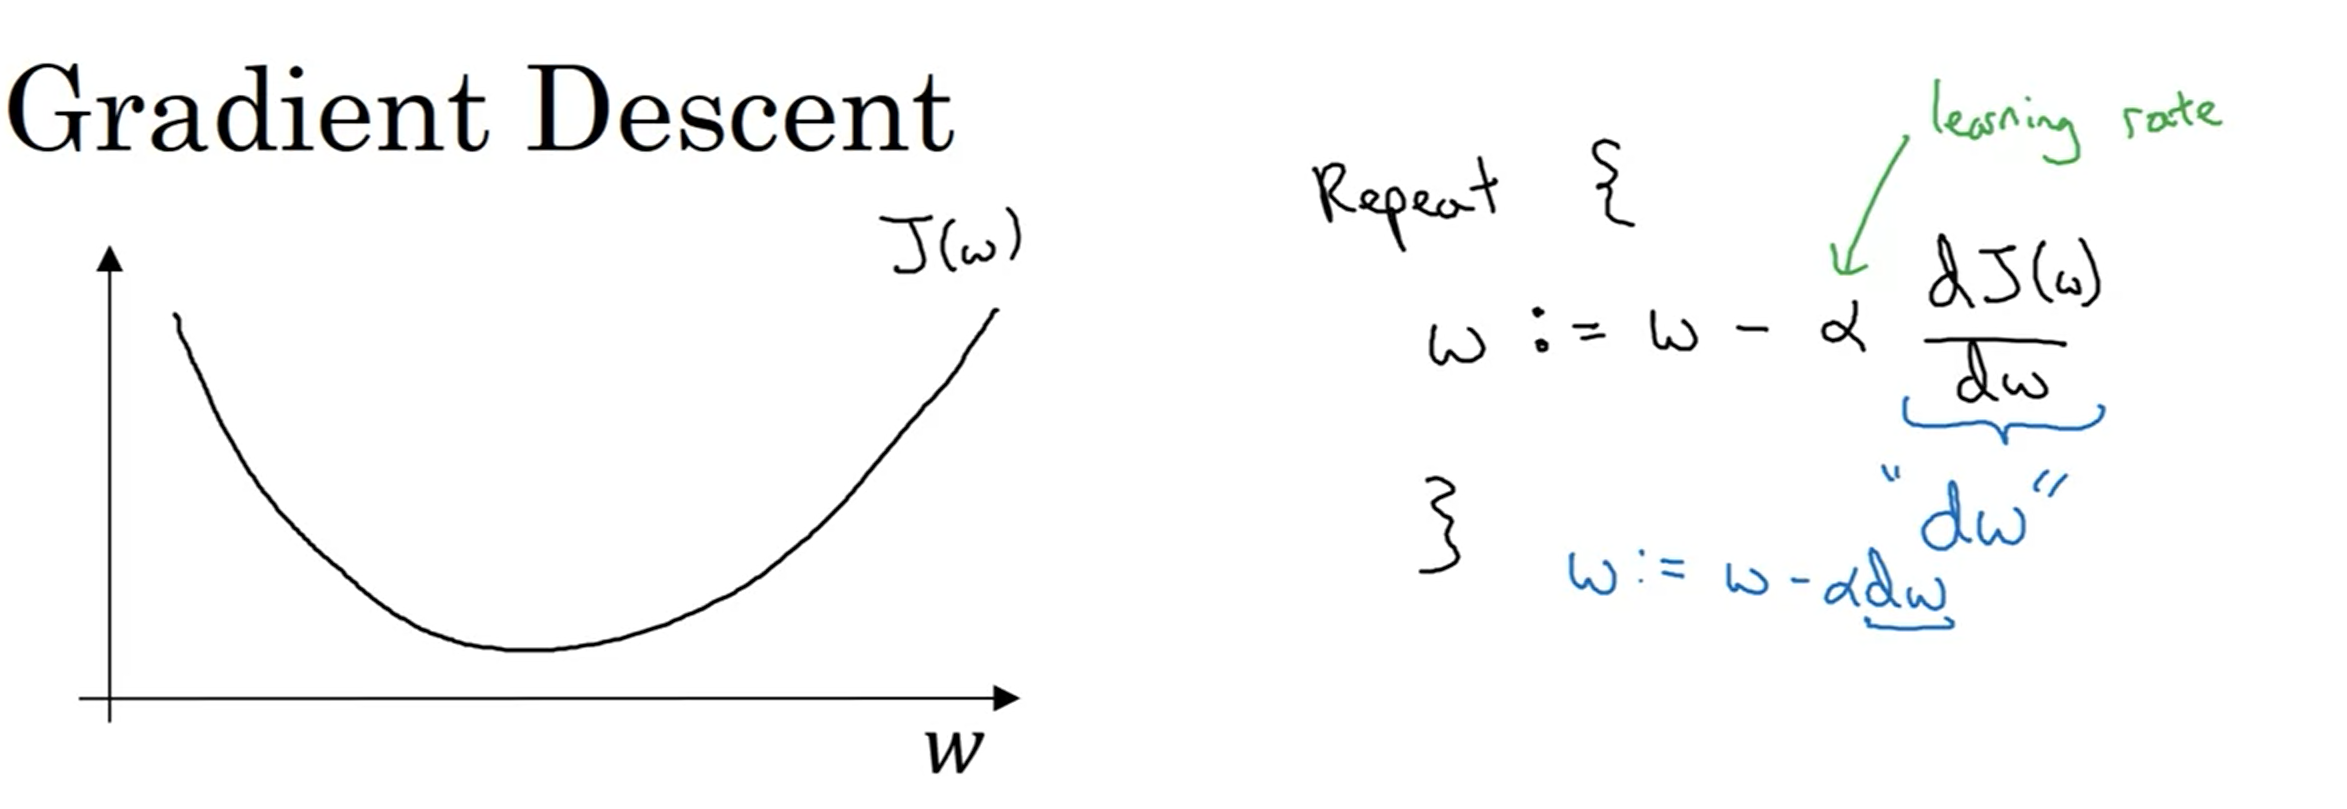 Gradient Descent
J(w)
w
learning rate
Repeat {
w := w - α dJ(w)/dw
"dw"
}
w := w - αdw